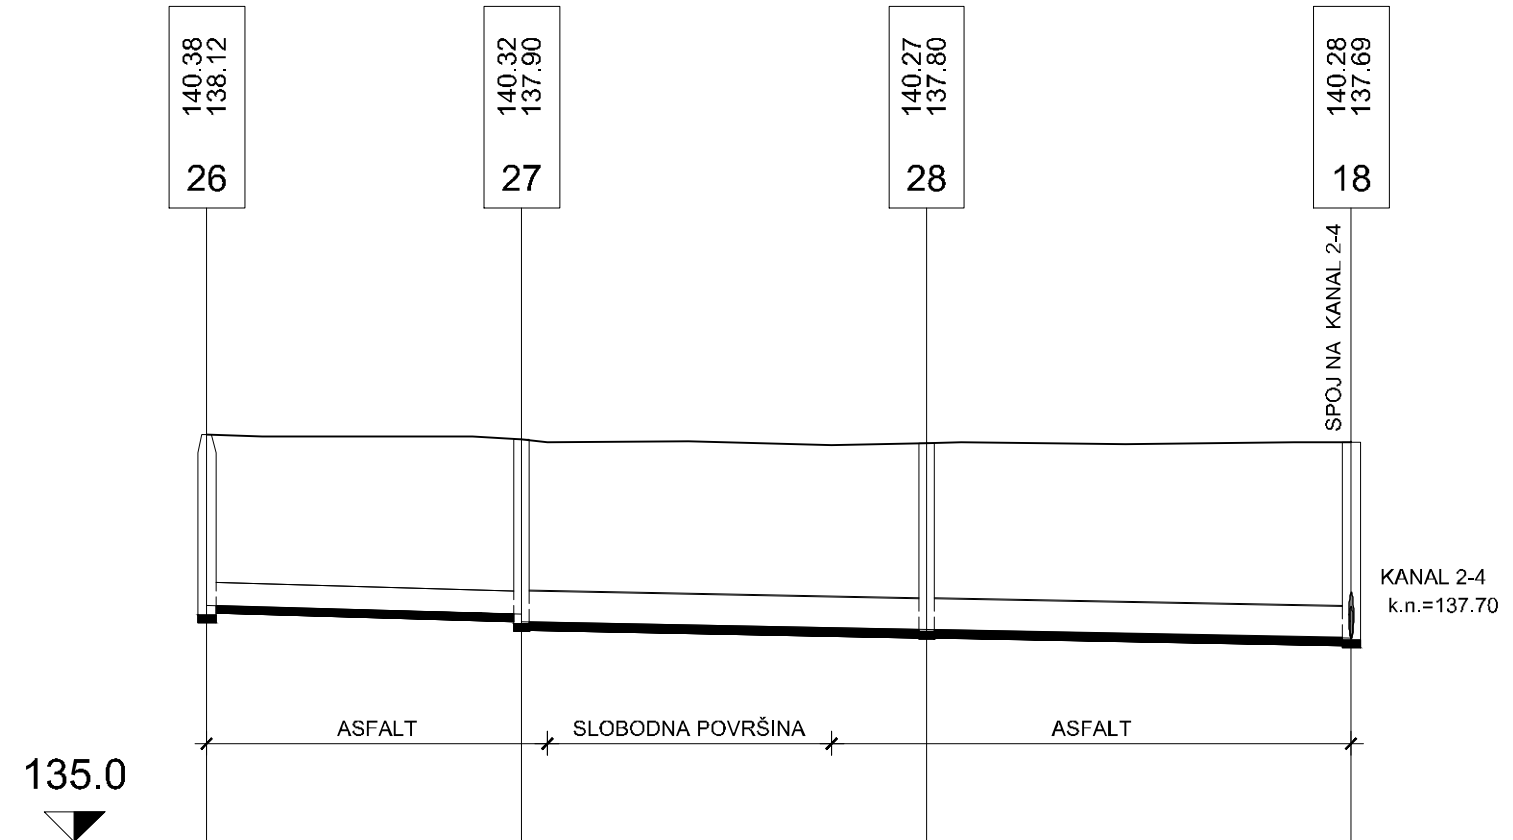 140.38
138.12
26
140.32
137.90
27
140.27
137.80
28
140.28
137.69
18
SPOJ NA KANAL 2-4
KANAL 2-4
k.n.=137.70
ASFALT
SLOBODNA POVRŠINA
ASFALT
135.0